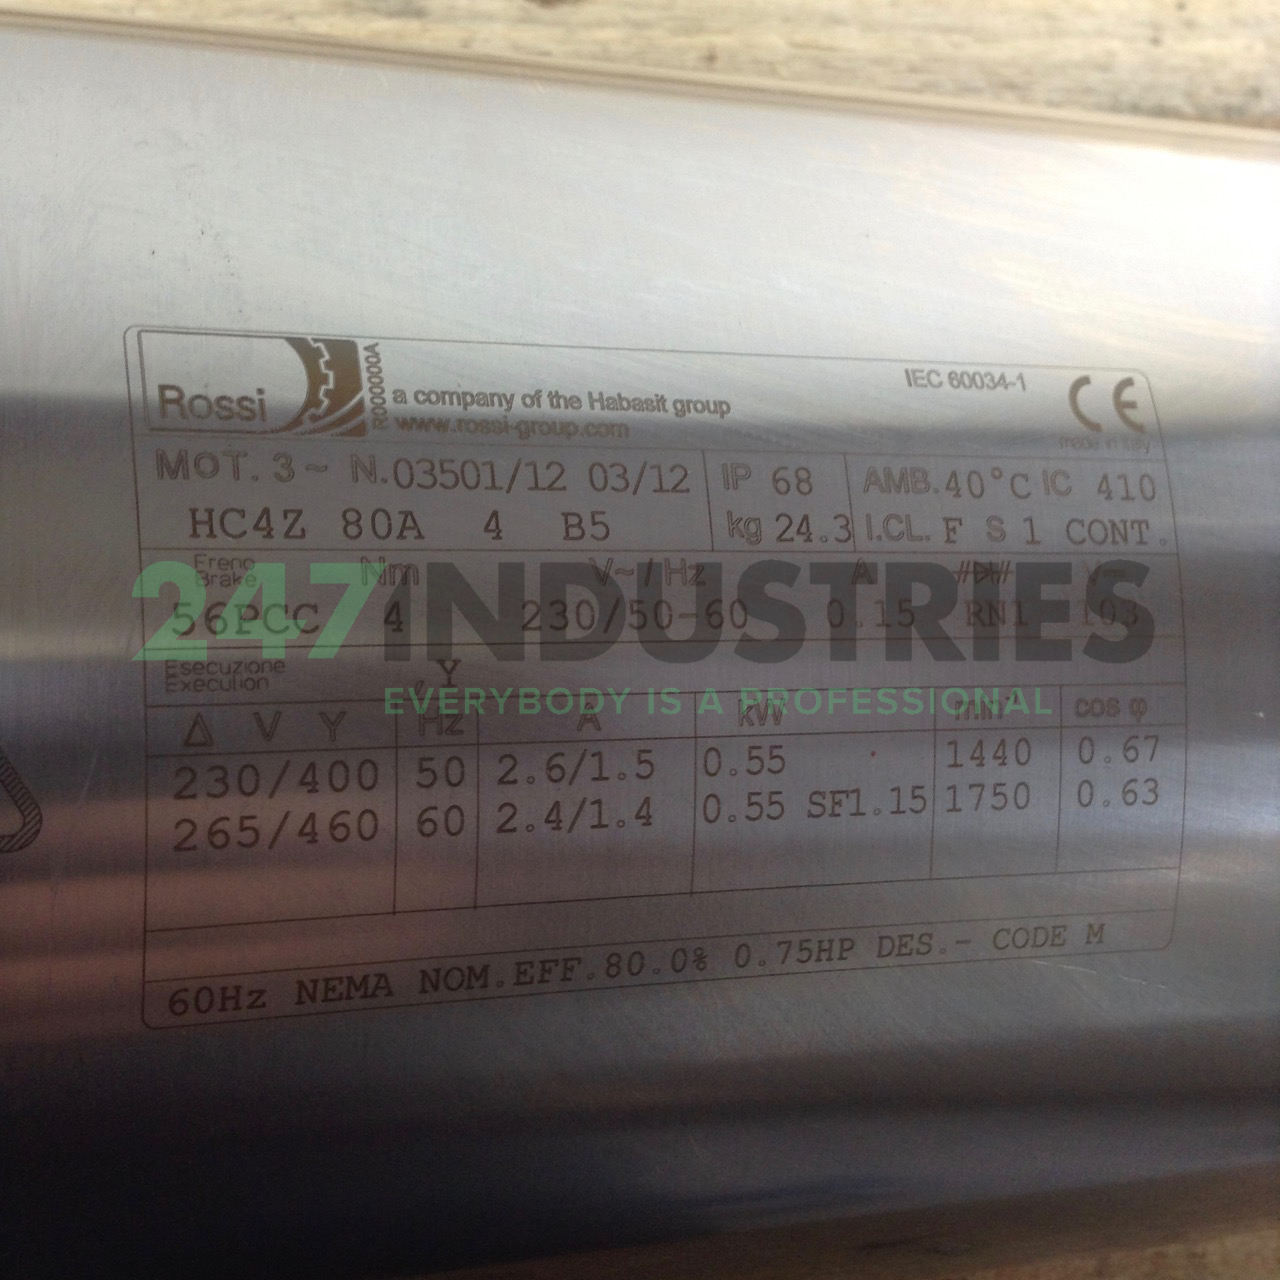 Rossi
R000000A
a company of the Habasit group
www.rossi-group.com
IEC 60034-1
CE
made in Italy
MOT. 3~ N.03501/12 03/12 IP 68 AMB.40°C IC 410
HC4Z 80A 4 B5 kg 24.3 I.CL. F S 1 CONT.
Freno
Brake Nm V~/Hz A
56PCC 4 230/50-60 0.15 RN1 103
247 INDUSTRIES
EVERYBODY IS A PROFESSIONAL
Esecuzione
Execution ,Y
Δ V Y Hz A kW min⁻¹ cos φ
230/400 50 2.6/1.5 0.55 1440 0.67
265/460 60 2.4/1.4 0.55 SF1.15 1750 0.63
60Hz NEMA NOM.EFF.80.0% 0.75HP DES.- CODE M